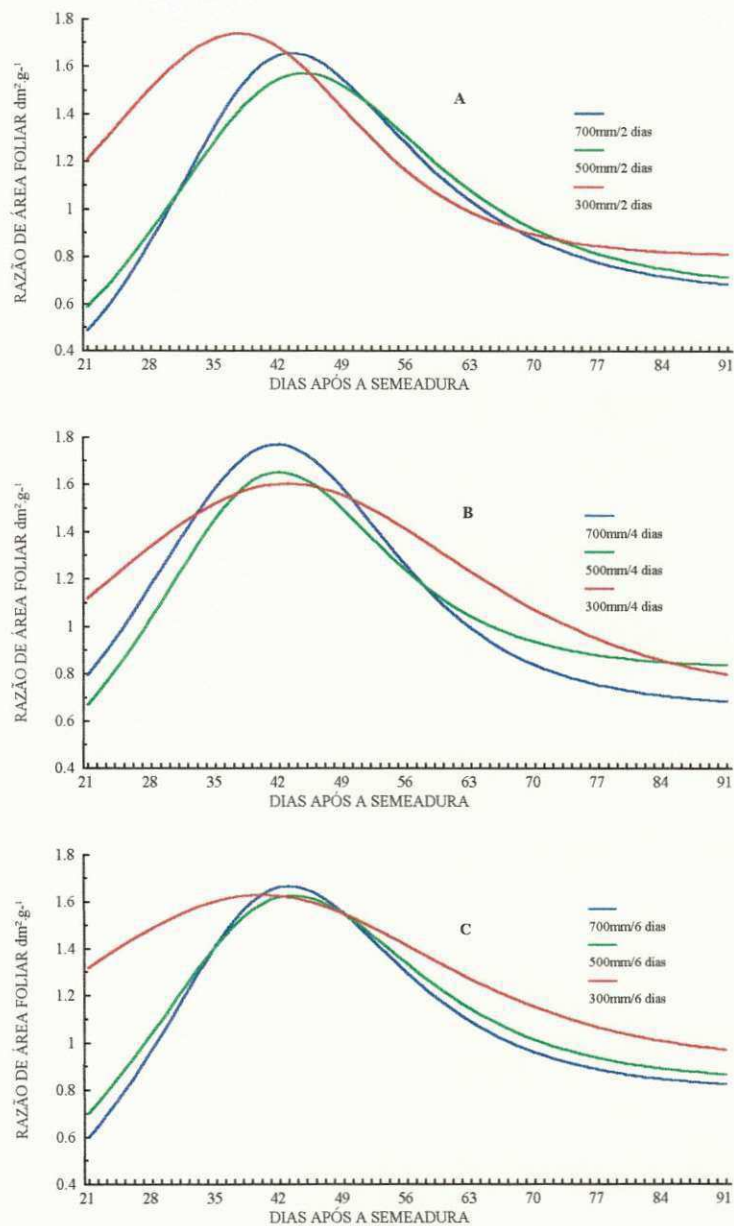 1.8
1.6
1.4
1.2
1
0.8
0.6
0.4
RAZÃO DE ÁREA FOLIAR dm².g-¹
A
700mm/2 dias
500mm/2 dias
300mm/2 dias
21 28 35 42 49 56 63 70 77 84 91
DIAS APÓS A SEMEADURA
1.8
1.6
1.4
1.2
1
0.8
0.6
0.4
RAZÃO DE ÁREA FOLIAR dm².g-¹
B
700mm/4 dias
500mm/4 dias
300mm/4 dias
21 28 35 42 49 56 63 70 77 84 91
DIAS APÓS A SEMEADURA
1.8
1.6
1.4
1.2
1
0.8
0.6
0.4
RAZÃO DE ÁREA FOLIAR dm².g-¹
C
700mm/6 dias
500mm/6 dias
300mm/6 dias
21 28 35 42 49 56 63 70 77 84 91
DIAS APÓS A SEMEADURA